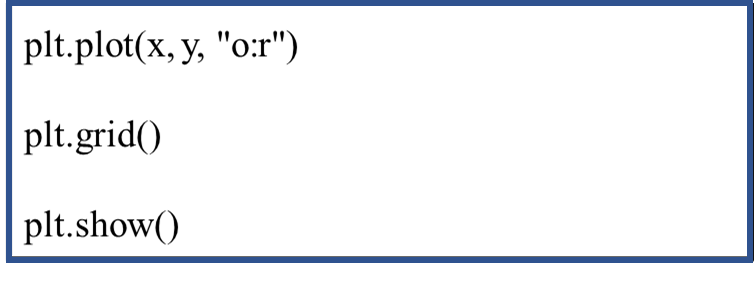 plt.plot(x, y, "o:r")
plt.grid()
plt.show()